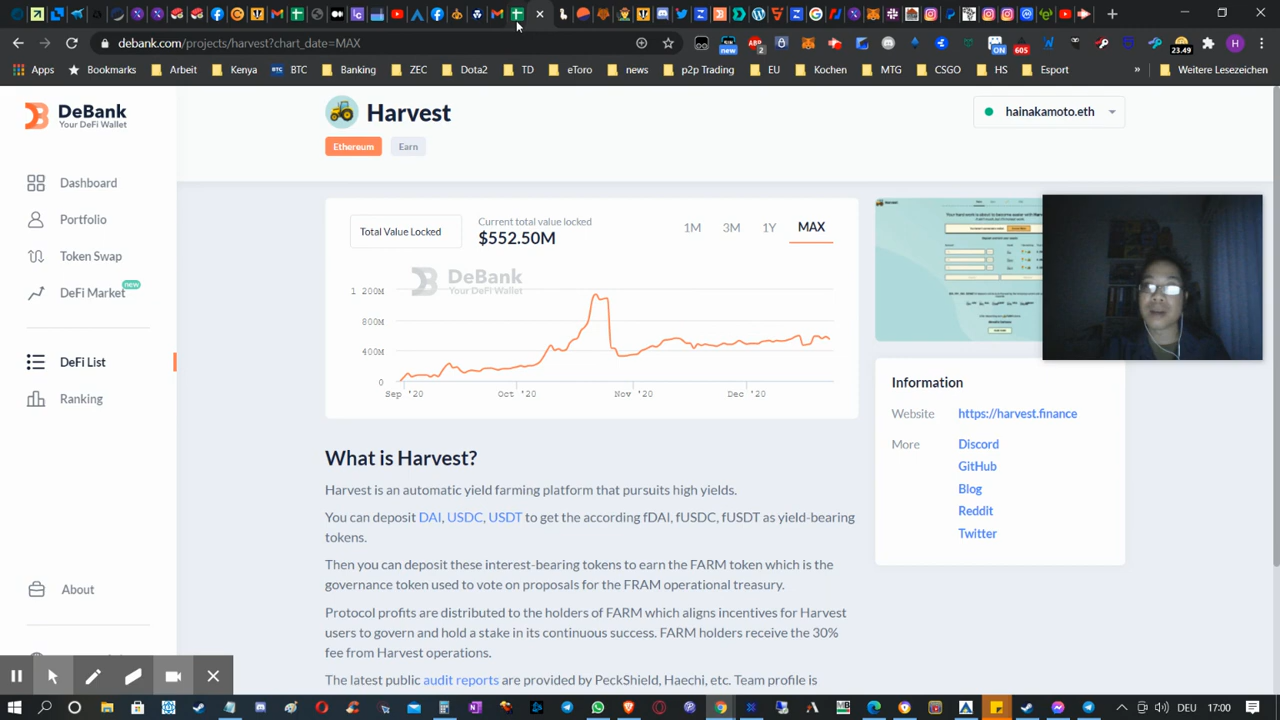 debank.com/projects/harvest?chart_date=MAX
new
2
ON
605
23.49
H
Apps
Bookmarks
Arbeit
Kenya
BTC
BTC
Banking
ZEC
Dota2
TD
eToro
news
p2p Trading
EU
Kochen
MTG
CSGO
HS
Esport
»
Weitere Lesezeichen
DeBank
Your DeFi Wallet
Harvest
Ethereum
Earn
hainakamoto.eth
Dashboard
Portfolio
Token Swap
DeFi Market
new
DeFi List
Ranking
About
Total Value Locked
Current total value locked
$552.50M
1M
3M
1Y
MAX
DeBank
Your DeFi Wallet
1 200M
800M
400M
0
Sep '20
Oct '20
Nov '20
Dec '20
What is Harvest?
Harvest is an automatic yield farming platform that pursuits high yields.
You can deposit DAI, USDC, USDT to get the according fDAI, fUSDC, fUSDT as yield-bearing
tokens.
Then you can deposit these interest-bearing tokens to earn the FARM token which is the
governance token used to vote on proposals for the FRAM operational treasury.
Protocol profits are distributed to the holders of FARM which aligns incentives for Harvest
users to govern and hold a stake in its continuous success. FARM holders receive the 30%
fee from Harvest operations.
The latest public audit reports are provided by PeckShield, Haechi, etc. Team profile is
Harvest
Information
Website
https://harvest.finance
More
Discord
GitHub
Blog
Reddit
Twitter
DEU
17:00